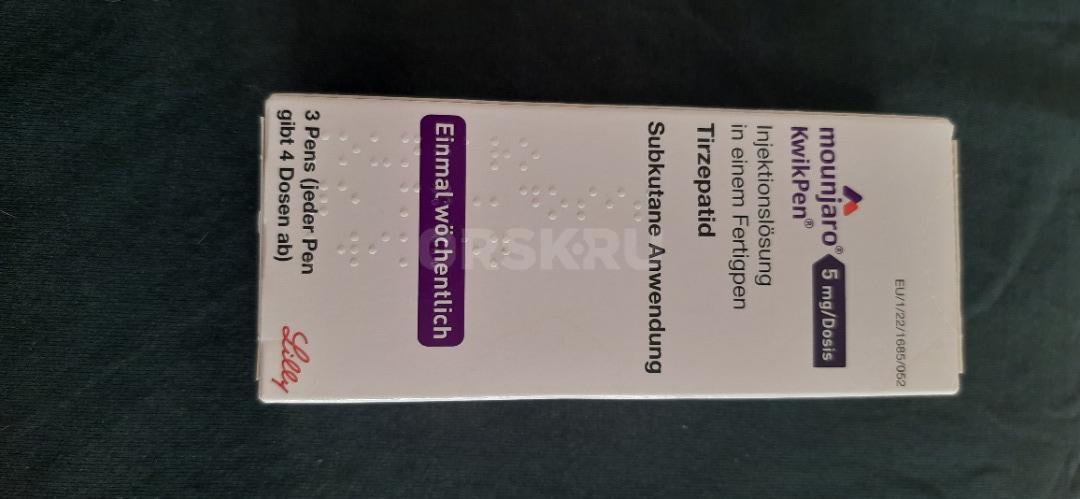 EU/1/22/1685/052
mounjaro® 5 mg/Dosis
KwikPen®
Injektionslösung
in einem Fertigpen
Tirzepatid
Subkutane Anwendung
Einmal wöchentlich
3 Pens (jeder Pen
gibt 4 Dosen ab)
Lilly
ORSK.RU